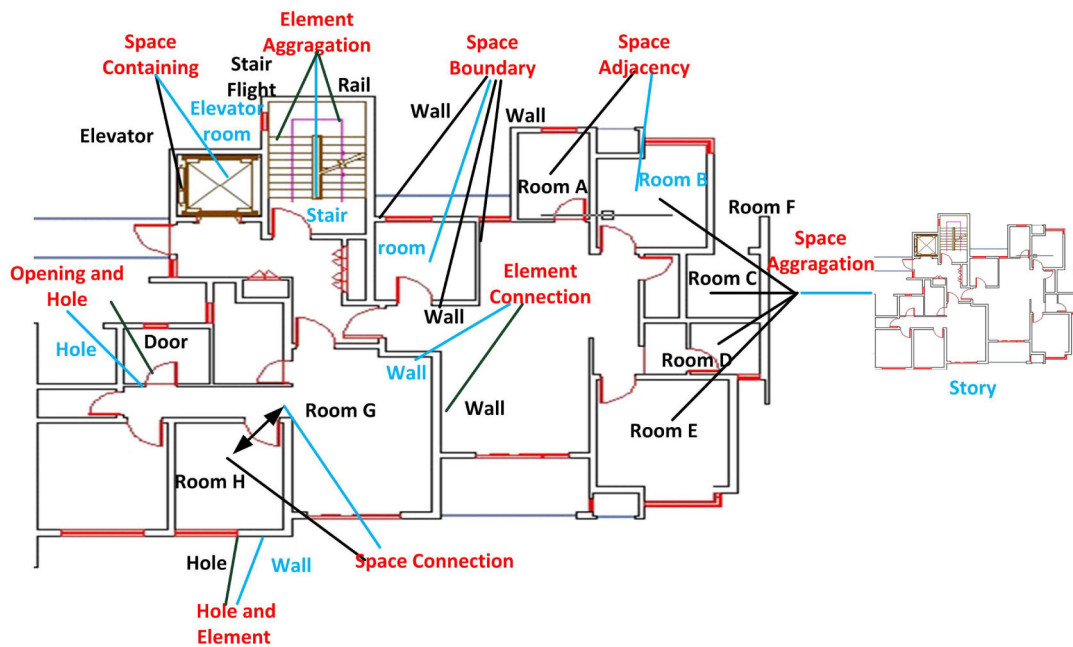 Element
Aggragation
Space
Containing
Stair
Flight
Rail
Space
Boundary
Space
Adjacency
Elevator
Elevator
room
Wall
Wall
Room A
Room B
Stair
room
Room F
Space
Aggragation
Opening and
Hole
Element
Connection
Room C
Wall
Hole
Door
Wall
Room D
Story
Room G
Wall
Room E
Room H
Hole
Wall
Space Connection
Hole and
Element